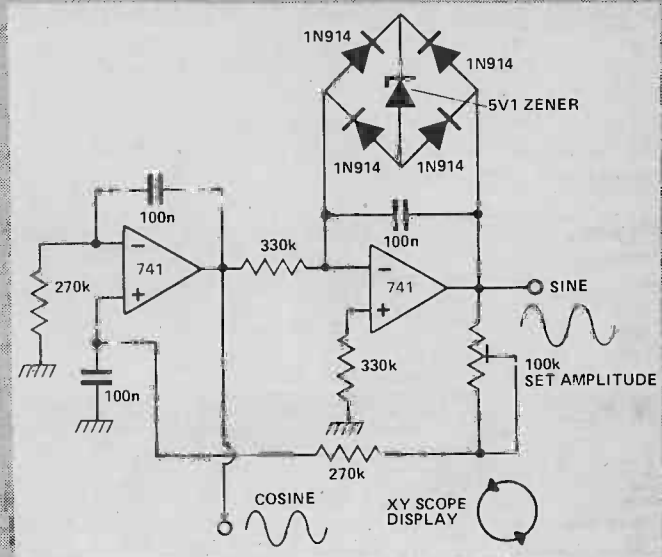 1N914
1N914
5V1 ZENER
1N914
1N914
100n
100n
-
741
+
330k
-
741
+
270k
SINE
100n
330k
100k
SET AMPLITUDE
270k
COSINE
XY SCOPE
DISPLAY